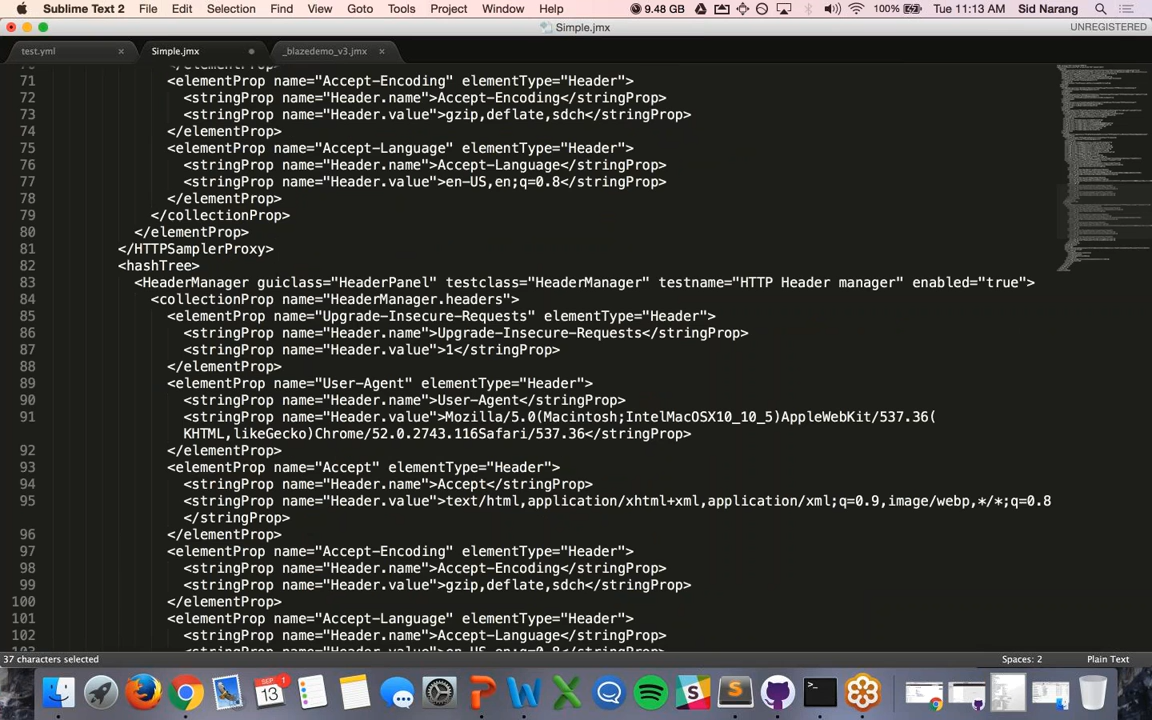 Sublime Text 2 File Edit Selection Find View Goto Tools Project Window Help 9.48 GB 100% Tue 11:13 AM Sid Narang
Simple.jmx UNREGISTERED
test.yml × Simple.jmx _blazedemo_v3.jmx ×
71 <elementProp name="Accept-Encoding" elementType="Header">
72 <stringProp name="Header.name">Accept-Encoding</stringProp>
73 <stringProp name="Header.value">gzip,deflate,sdch</stringProp>
74 </elementProp>
75 <elementProp name="Accept-Language" elementType="Header">
76 <stringProp name="Header.name">Accept-Language</stringProp>
77 <stringProp name="Header.value">en-US,en;q=0.8</stringProp>
78 </elementProp>
79 </collectionProp>
80 </elementProp>
81 </HTTPSamplerProxy>
82 <hashTree>
83 <HeaderManager guiclass="HeaderPanel" testclass="HeaderManager" testname="HTTP Header manager" enabled="true">
84 <collectionProp name="HeaderManager.headers">
85 <elementProp name="Upgrade-Insecure-Requests" elementType="Header">
86 <stringProp name="Header.name">Upgrade-Insecure-Requests</stringProp>
87 <stringProp name="Header.value">1</stringProp>
88 </elementProp>
89 <elementProp name="User-Agent" elementType="Header">
90 <stringProp name="Header.name">User-Agent</stringProp>
91 <stringProp name="Header.value">Mozilla/5.0(Macintosh;IntelMacOSX10_10_5)AppleWebKit/537.36(
KHTML,likeGecko)Chrome/52.0.2743.116Safari/537.36</stringProp>
92 </elementProp>
93 <elementProp name="Accept" elementType="Header">
94 <stringProp name="Header.name">Accept</stringProp>
95 <stringProp name="Header.value">text/html,application/xhtml+xml,application/xml;q=0.9,image/webp,*/*;q=0.8
</stringProp>
96 </elementProp>
97 <elementProp name="Accept-Encoding" elementType="Header">
98 <stringProp name="Header.name">Accept-Encoding</stringProp>
99 <stringProp name="Header.value">gzip,deflate,sdch</stringProp>
100 </elementProp>
101 <elementProp name="Accept-Language" elementType="Header">
102 <stringProp name="Header.name">Accept-Language</stringProp>
37 characters selected Spaces: 2 Plain Text
SEP 13 1